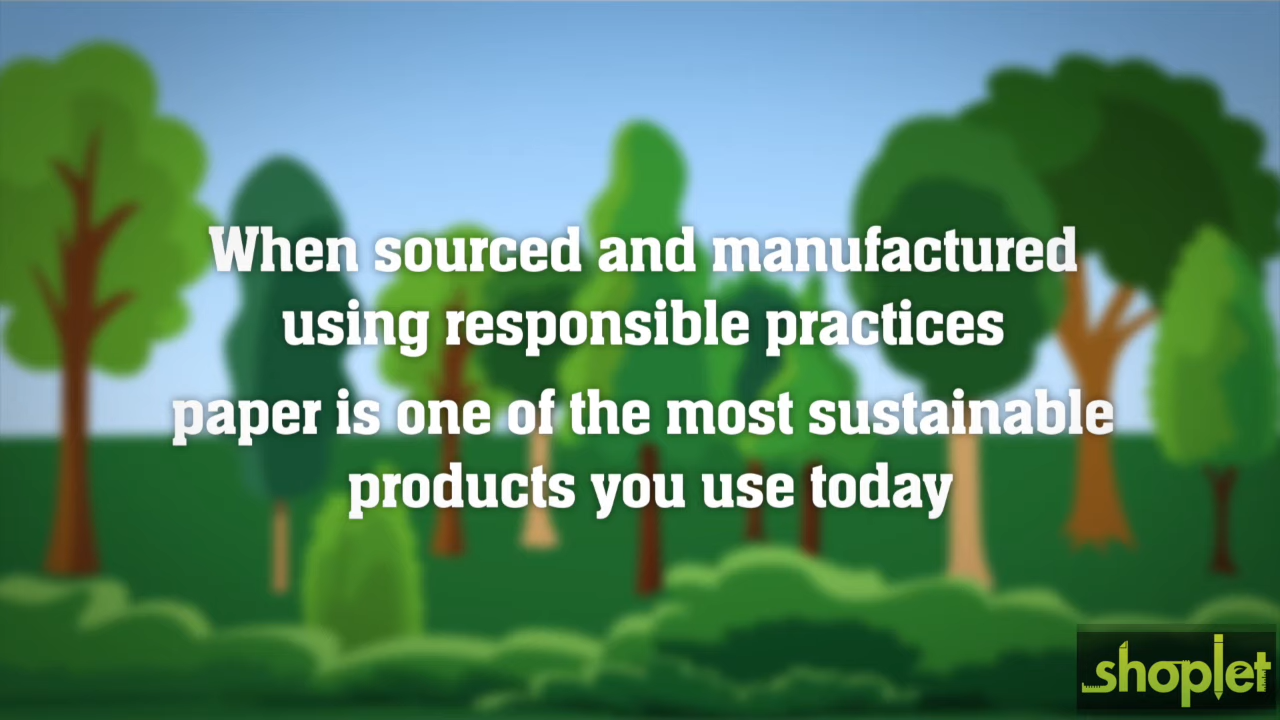 When sourced and manufactured
using responsible practices
paper is one of the most sustainable
products you use today
shoplet